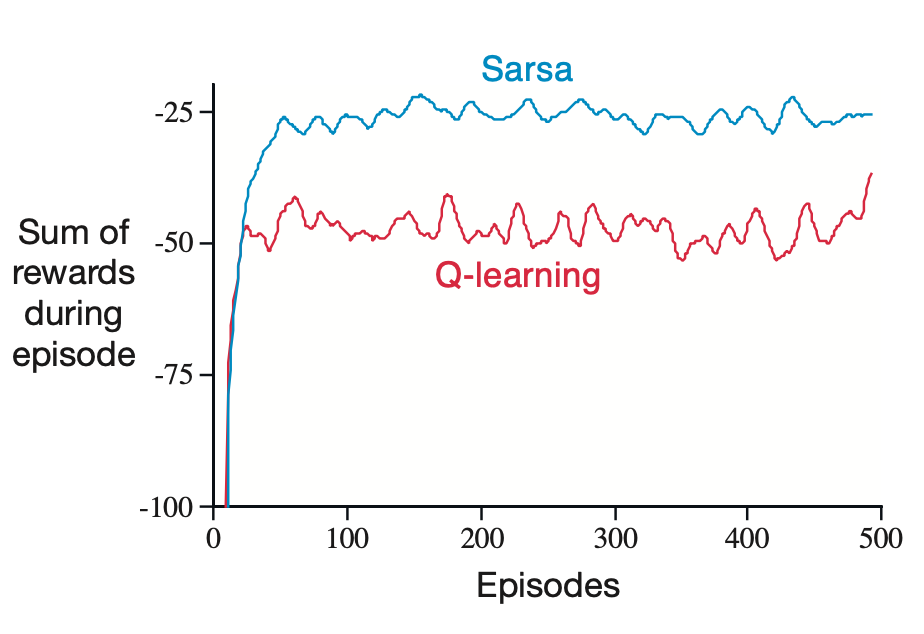 Sarsa
-25
-50
Q-learning
Sum of
rewards
during
episode
-75
-100
0 100 200 300 400 500
Episodes